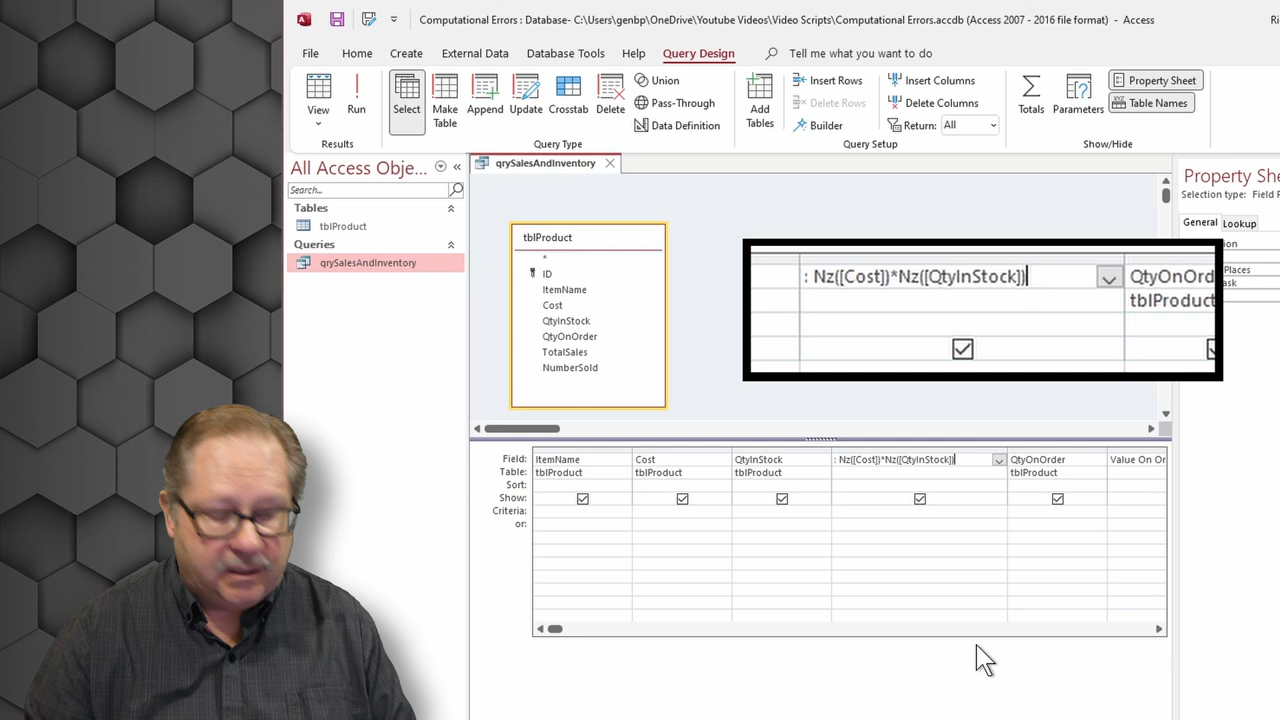 Computational Errors : Database- C:\Users\genbp\OneDrive\Youtube Videos\Video Scripts\Computational Errors.accdb (Access 2007 - 2016 file format) - Access
Ri
File Home Create External Data Database Tools Help Query Design Tell me what you want to do
View
Run
Results
Select
Make Table
Append
Update
Crosstab
Delete
Union
Pass-Through
Data Definition
Query Type
Add Tables
Insert Rows
Delete Rows
Builder
Insert Columns
Delete Columns
Return: All
Query Setup
Totals
Parameters
Property Sheet
Table Names
Show/Hide
All Access Obje...
Search...
Tables
tblProduct
Queries
qrySalesAndInventory
qrySalesAndInventory
tblProduct
*
ID
ItemName
Cost
QtyInStock
QtyOnOrder
TotalSales
NumberSold
: Nz([Cost])*Nz([QtyInStock]) QtyOnOrd
tblProduct
Property She
Selection type: Field P
General Lookup
ion
Places
ask
Field: ItemName Cost QtyInStock : Nz([Cost])*Nz([QtyInStock]) QtyOnOrder Value On Or
Table: tblProduct tblProduct tblProduct tblProduct
Sort:
Show:
Criteria:
or: